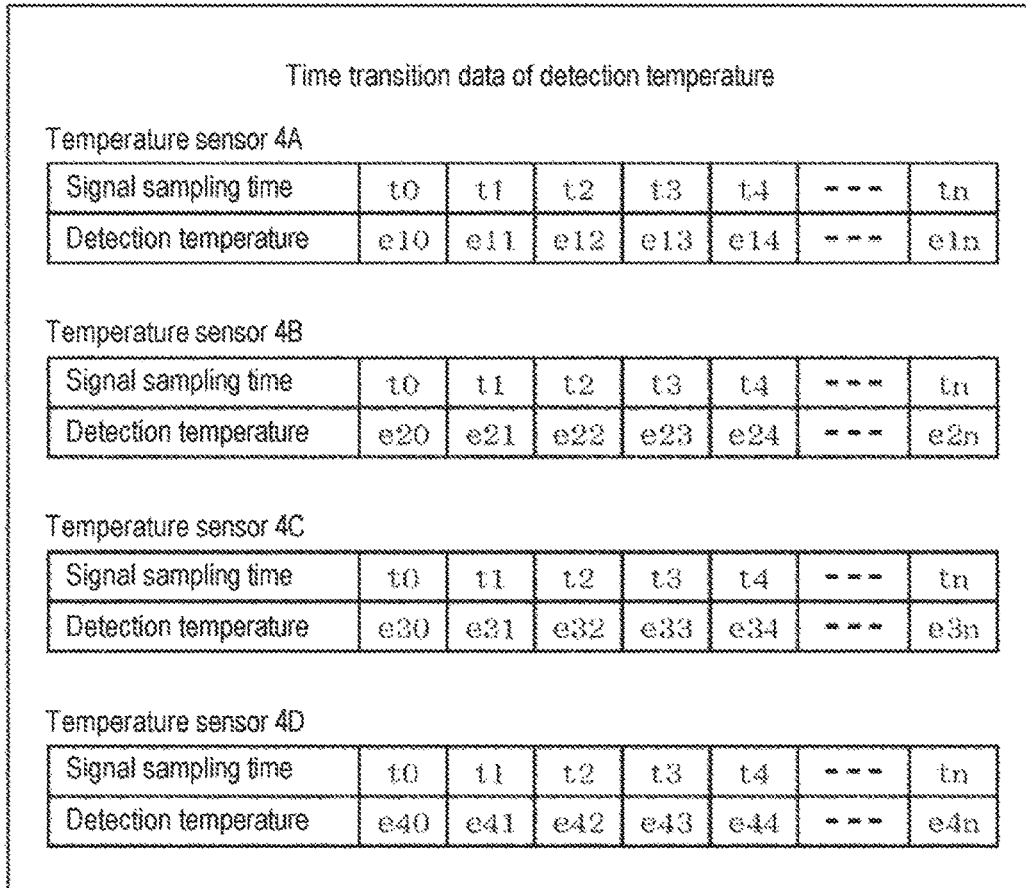 Time transition data of detection temperature
Temperature sensor 4A
Signal sampling time t0 t1 t2 t3 t4 --- tn
Detection temperature e10 e11 e12 e13 e14 --- e1n
Temperature sensor 4B
Signal sampling time t0 t1 t2 t3 t4 --- tn
Detection temperature e20 e21 e22 e23 e24 --- e2n
Temperature sensor 4C
Signal sampling time t0 t1 t2 t3 t4 --- tn
Detection temperature e30 e31 e32 e33 e34 --- e3n
Temperature sensor 4D
Signal sampling time t0 t1 t2 t3 t4 --- tn
Detection temperature e40 e41 e42 e43 e44 --- e4n